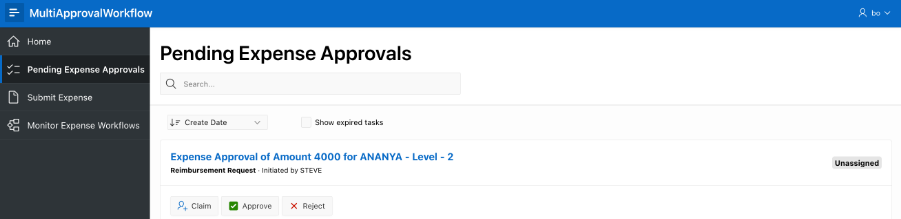 MultiApprovalWorkflow
bo
Home
Pending Expense Approvals
Submit Expense
Monitor Expense Workflows
Pending Expense Approvals
Search...
Create Date
Show expired tasks
Expense Approval of Amount 4000 for ANANYA - Level - 2
Reimbursement Request · Initiated by STEVE
Unassigned
Claim
Approve
Reject